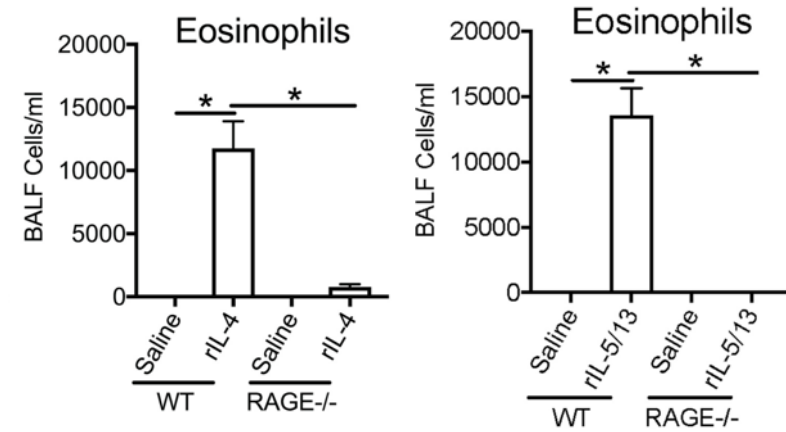 Eosinophils
BALF Cells/ml
20000
15000
10000
5000
0
*
*
Saline
rIL-4
Saline
rIL-4
WT
RAGE-/-
Eosinophils
BALF Cells/ml
20000
15000
10000
5000
0
*
*
Saline
rIL-5/13
Saline
rIL-5/13
WT
RAGE-/-